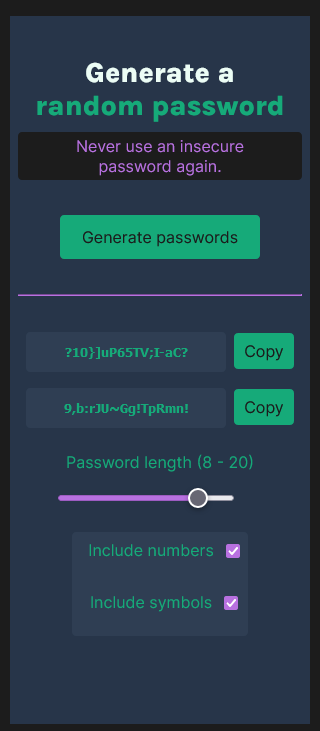 Generate a
random password
Never use an insecure
password again.
Generate passwords
?10}]uP65TV;I-aC?
Copy
9,b:rJU~Gg!TpRmn!
Copy
Password length (8 - 20)
Include numbers
Include symbols